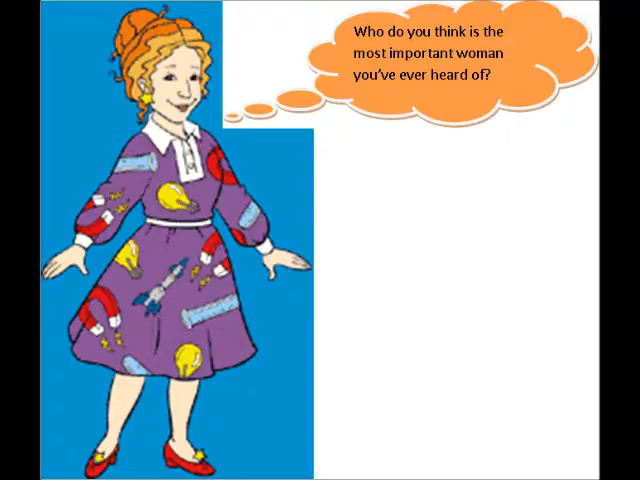 Who do you think is the
most important woman
you've ever heard of?